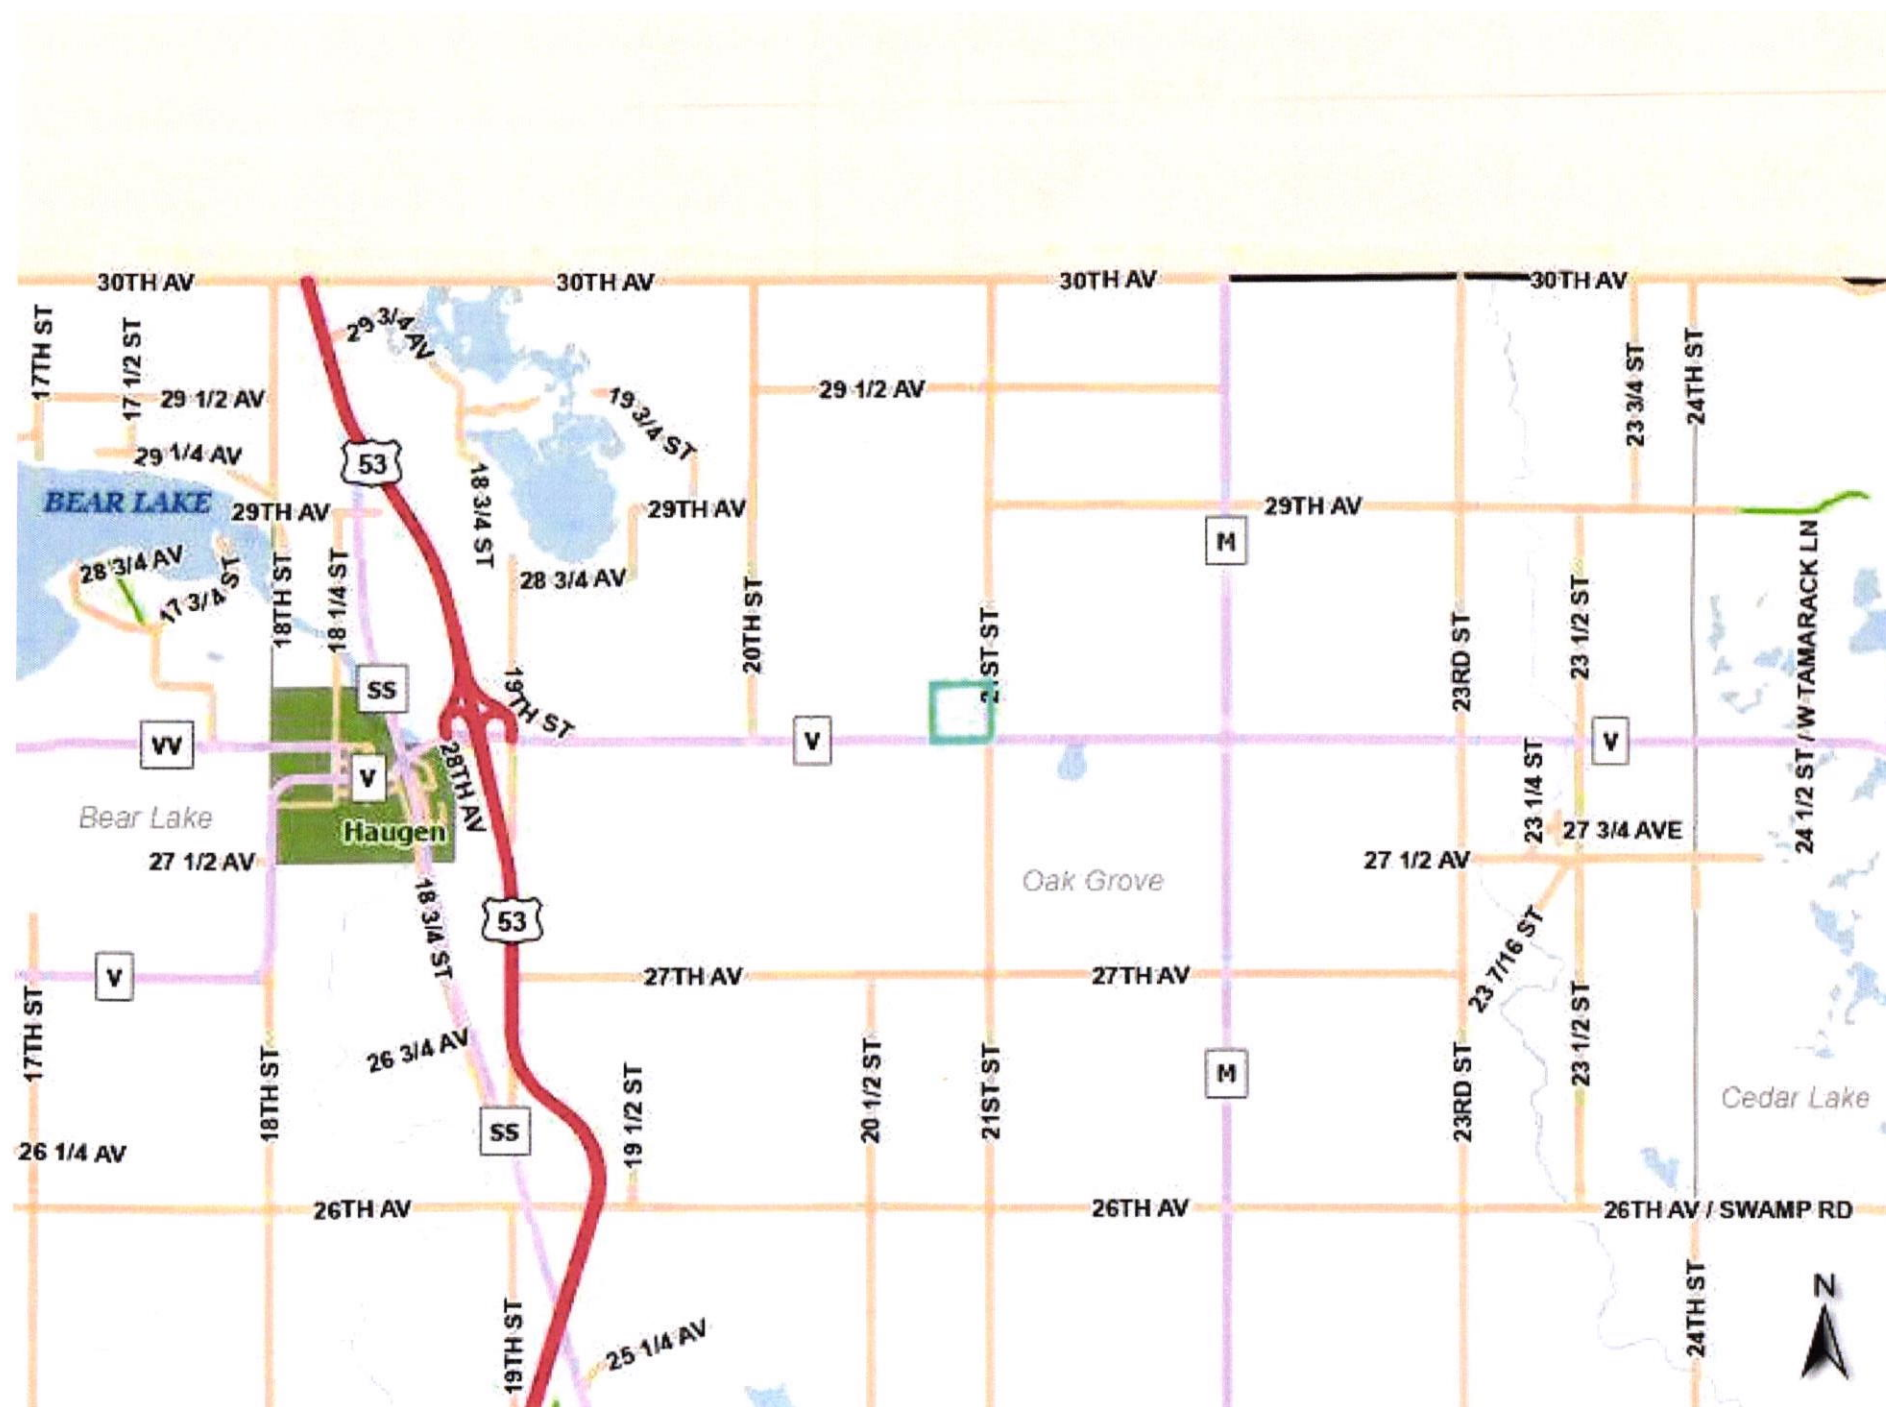 30TH AV
30TH AV
30TH AV
30TH AV
17TH ST
17 1/2 ST
29 3/4 AV
29 1/2 AV
29 1/2 AV
19 3/4 ST
23 3/4 ST
24TH ST
29 1/4 AV
53
BEAR LAKE
29TH AV
18 3/4 ST
29TH AV
29TH AV
M
28 3/4 AV
17 3/4 ST
18TH ST
18 1/4 ST
28 3/4 AV
20TH ST
21ST ST
23RD ST
23 1/2 ST
24 1/2 ST / W TAMARACK LN
SS
19TH ST
VV
V
V
V
28TH AV
23 1/4 ST
Bear Lake
Haugen
27 3/4 AVE
27 1/2 AV
27 1/2 AV
Oak Grove
18 3/4 ST
53
23 7/16 ST
V
27TH AV
27TH AV
17TH ST
18TH ST
26 3/4 AV
19 1/2 ST
20 1/2 ST
21ST ST
M
23RD ST
23 1/2 ST
Cedar Lake
SS
26 1/4 AV
26TH AV
26TH AV
26TH AV / SWAMP RD
19TH ST
25 1/4 AV
24TH ST
N